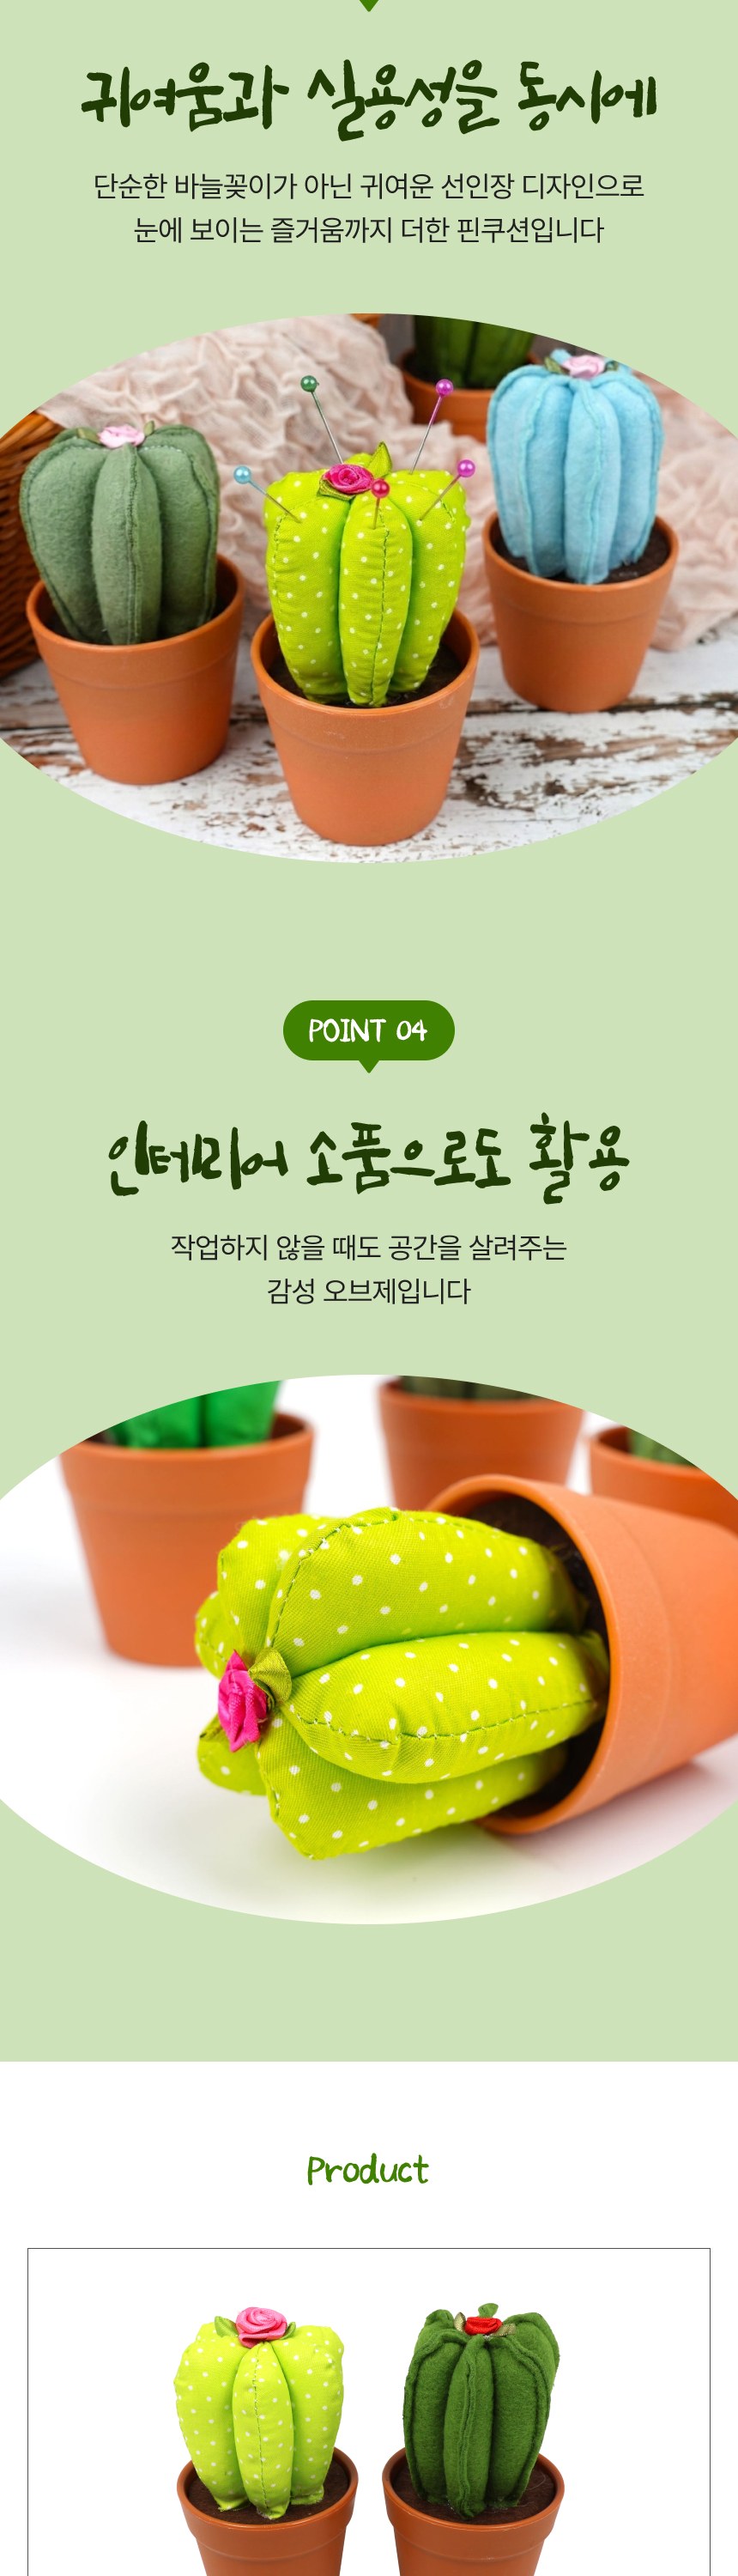 귀여움과 실용성을 동시에
단순한 바늘꽂이가 아닌 귀여운 선인장 디자인으로
눈에 보이는 즐거움까지 더한 핀쿠션입니다
POINT 04
인테리어 소품으로도 활용
작업하지 않을 때도 공간을 살려주는
감성 오브제입니다
Product